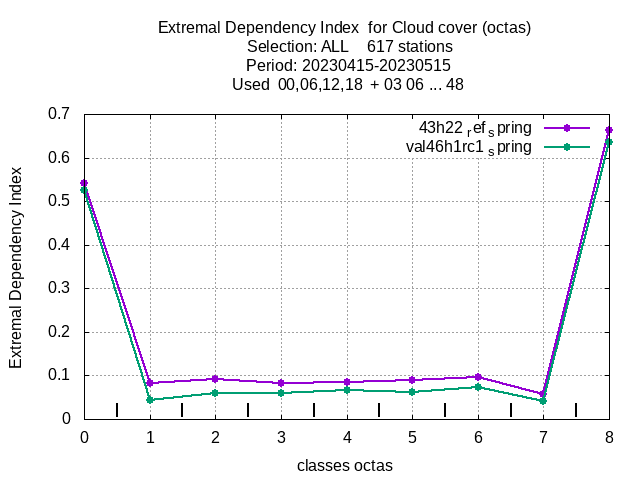 Extremal Dependency Index  for Cloud cover (octas)
Selection: ALL    617 stations
Period: 20230415-20230515
Used  00,06,12,18  + 03 06 ... 48
43h22 ref spring
val46h1rc1 spring
Extremal Dependency Index
0.7
0.6
0.5
0.4
0.3
0.2
0.1
0
0 1 2 3 4 5 6 7 8
classes octas